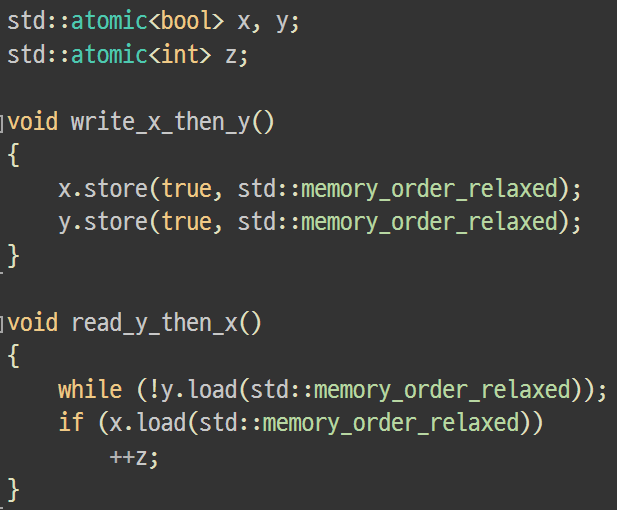 std::atomic<bool> x, y;
std::atomic<int> z;
void write_x_then_y()
{
x.store(true, std::memory_order_relaxed);
y.store(true, std::memory_order_relaxed);
}
void read_y_then_x()
{
while (!y.load(std::memory_order_relaxed));
if (x.load(std::memory_order_relaxed))
++z;
}